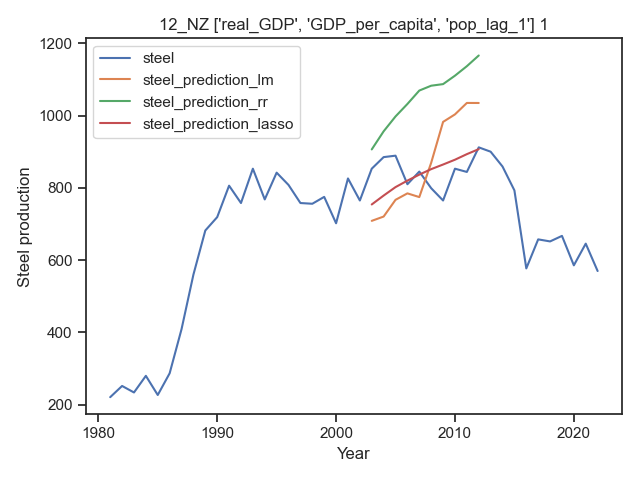 12_NZ ['real_GDP', 'GDP_per_capita', 'pop_lag_1'] 1
steel
steel_prediction_lm
steel_prediction_rr
steel_prediction_lasso
Steel production
1200
1000
800
600
400
200
1980
1990
2000
2010
2020
Year